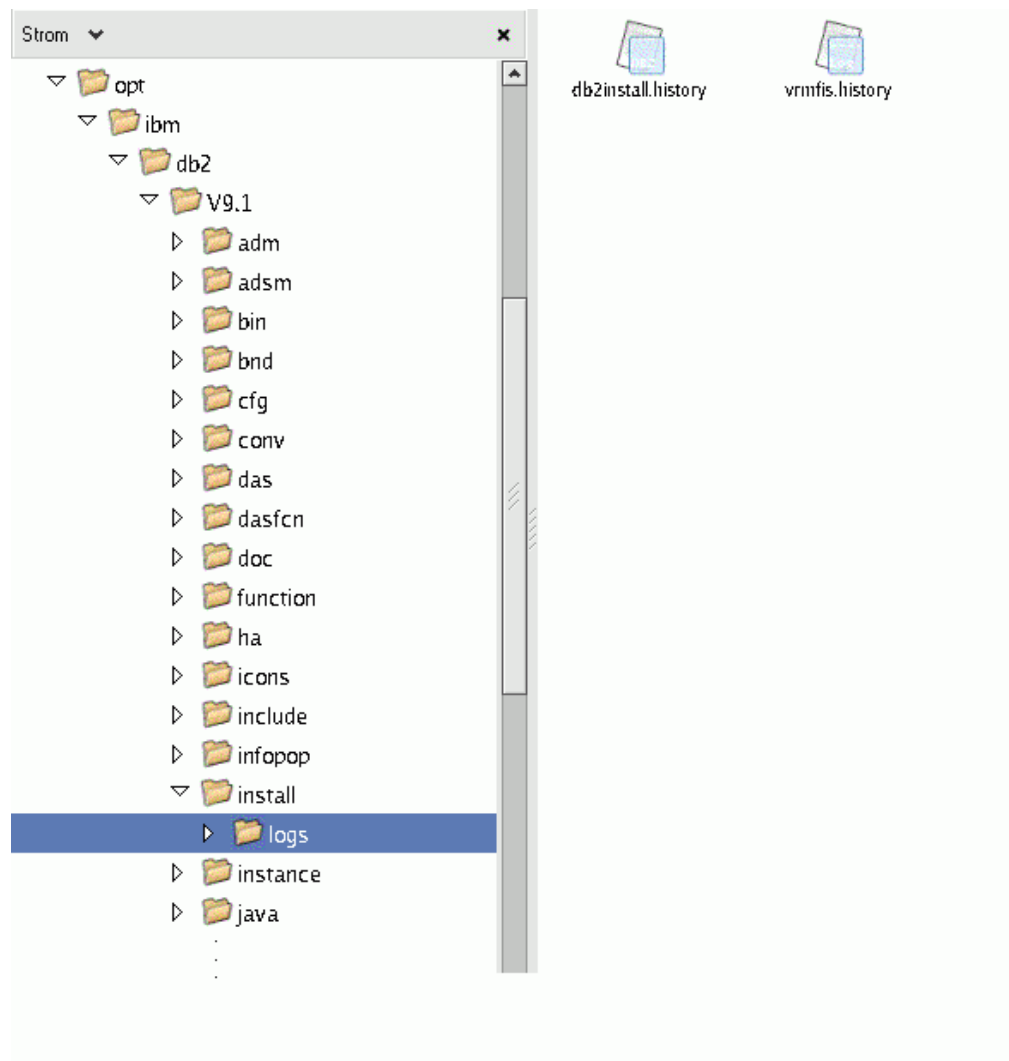 Strom
opt
ibm
db2
V9.1
adm
adsm
bin
bnd
cfg
conv
das
dasfcn
doc
function
ha
icons
include
infopop
install
logs
instance
java
db2install.history
vrmfis.history